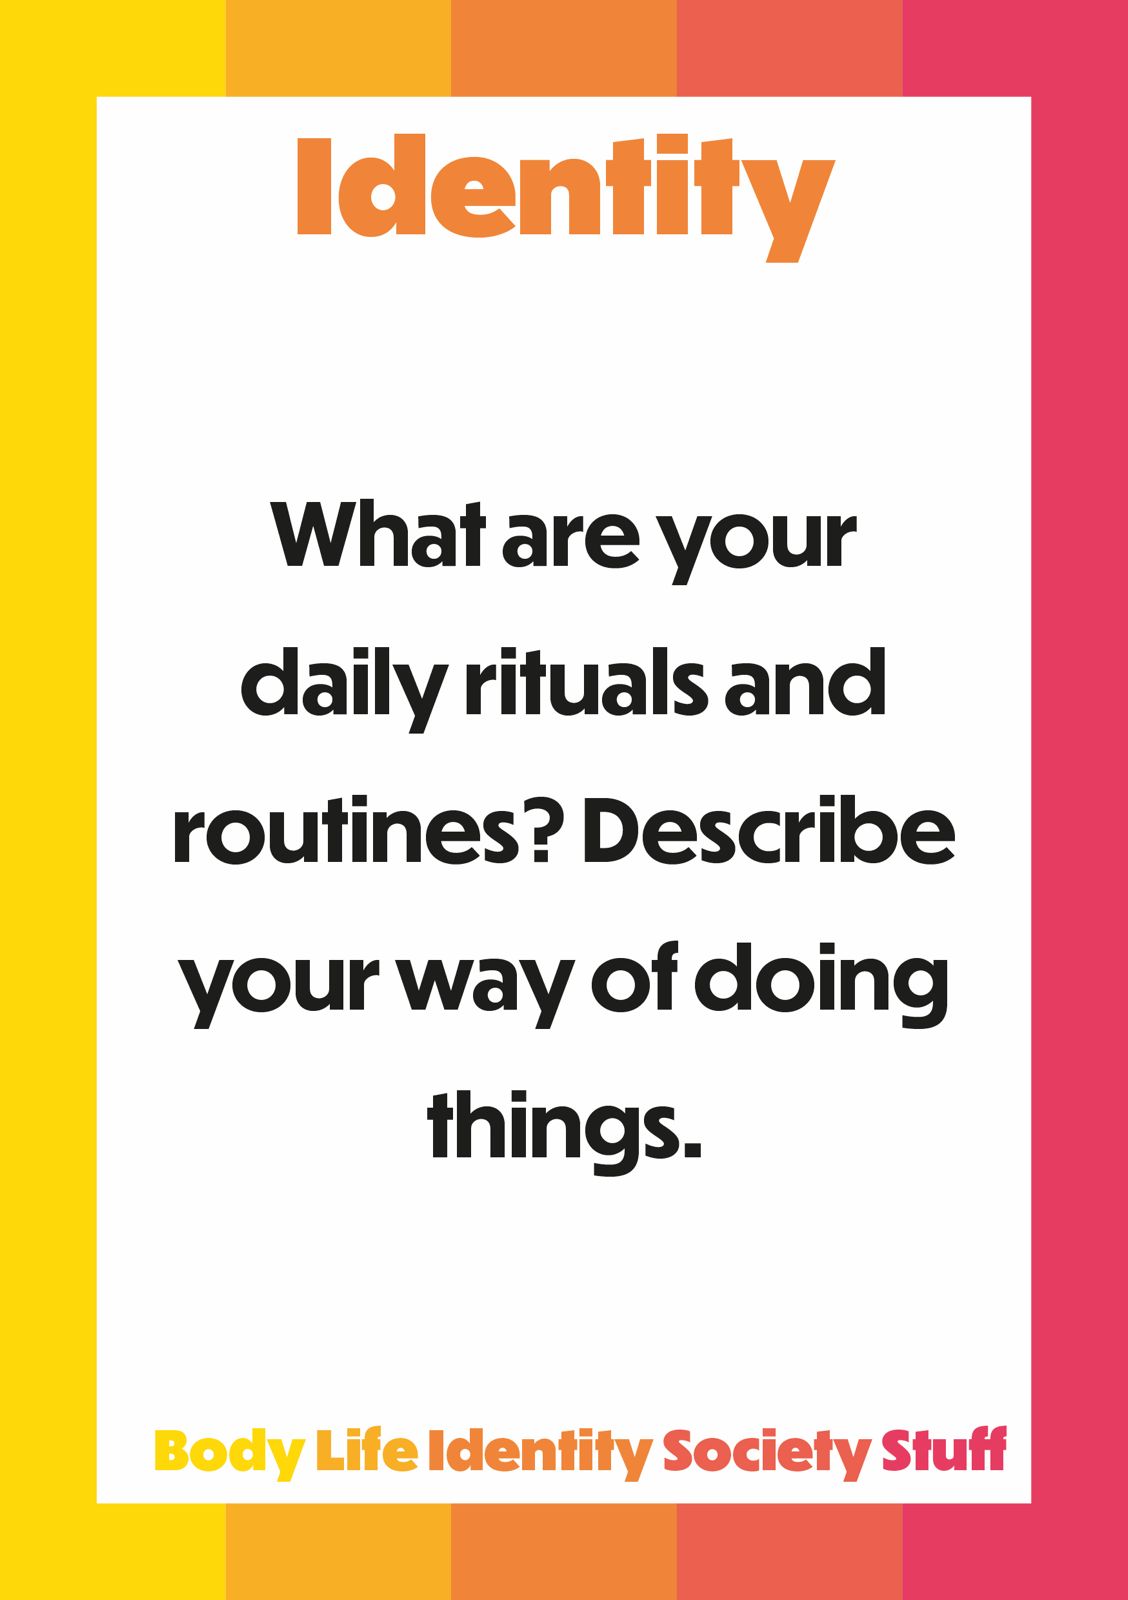 Identity
What are your
daily rituals and
routines? Describe
your way of doing
things.
Body Life Identity Society Stuff